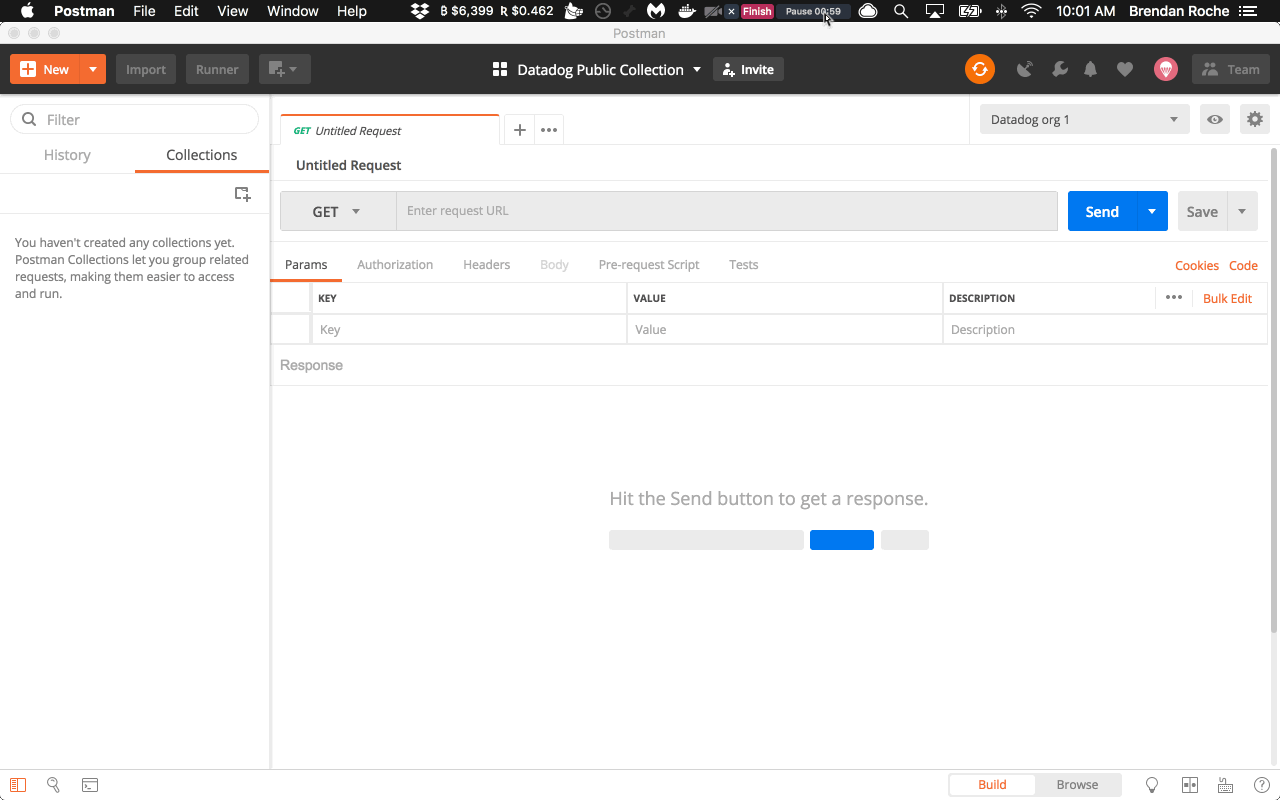 Postman File Edit View Window Help ₿ $6,399 Ʀ $0.462 × Finish Pause 00:59 10:01 AM Brendan Roche
Postman
New Import Runner Datadog Public Collection Invite Team
Filter
History Collections
You haven't created any collections yet.
Postman Collections let you group related
requests, making them easier to access
and run.
GET Untitled Request + ••• Datadog org 1
Untitled Request
GET Enter request URL Send Save
Params Authorization Headers Body Pre-request Script Tests Cookies Code
KEY VALUE DESCRIPTION ••• Bulk Edit
Key Value Description
Response
Hit the Send button to get a response.
Build Browse ?